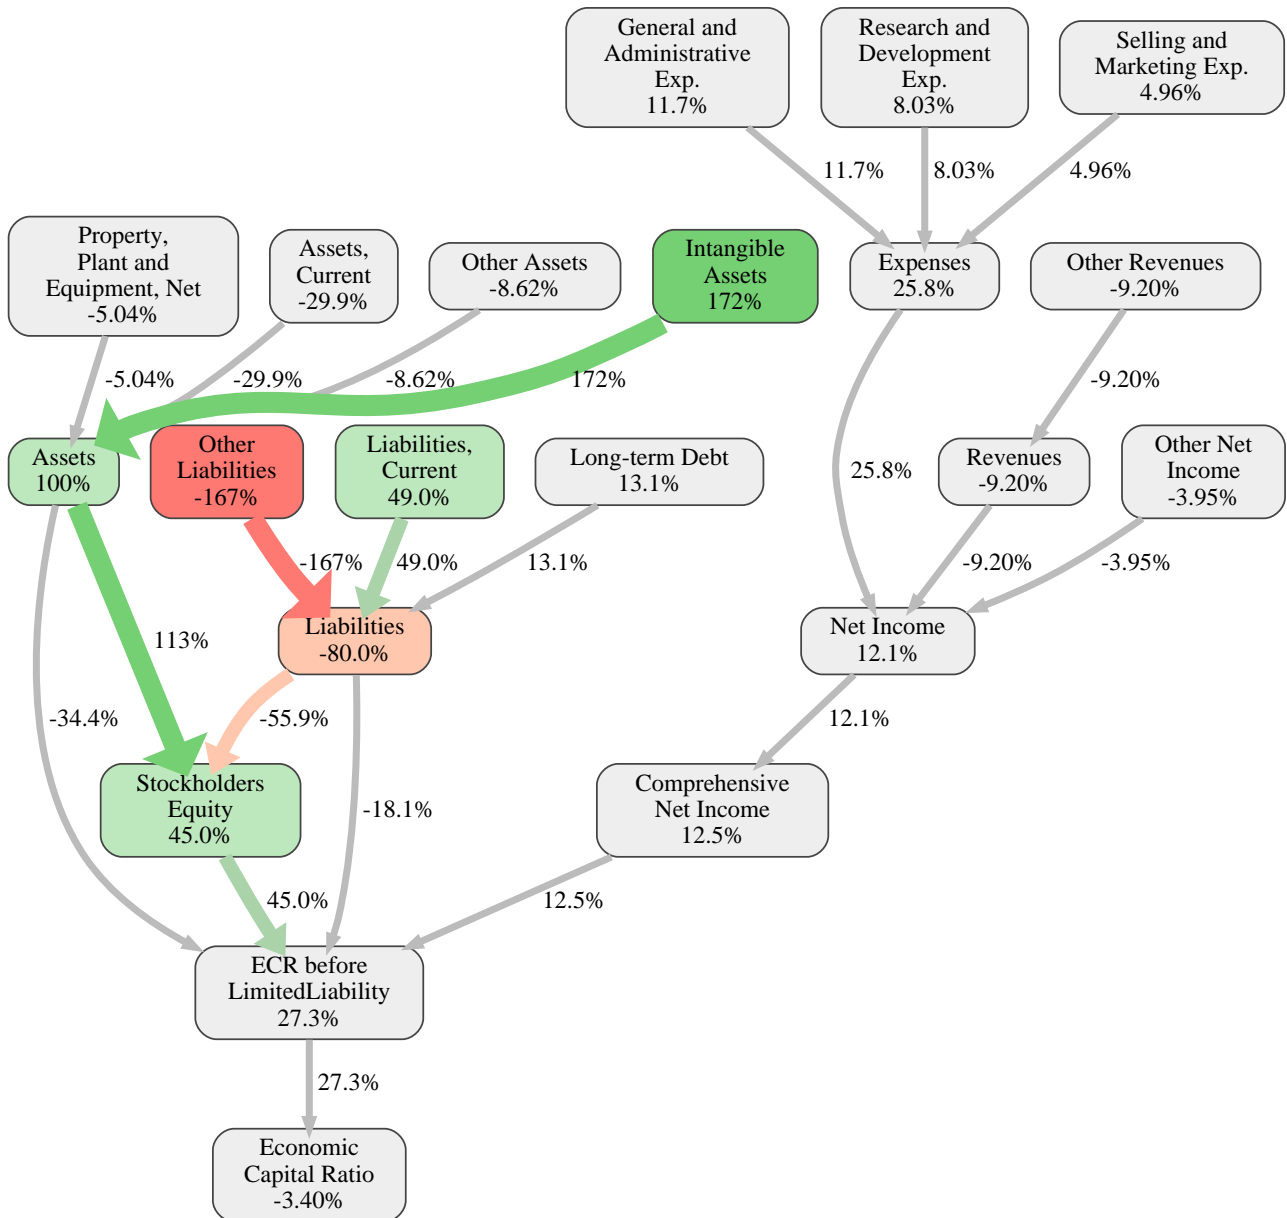 General and
Administrative
Exp.
11.7%
Research and
Development
Exp.
8.03%
Selling and
Marketing Exp.
4.96%
11.7%
8.03%
4.96%
Property,
Plant and
Equipment, Net
-5.04%
Assets,
Current
-29.9%
Other Assets
-8.62%
Intangible
Assets
172%
Expenses
25.8%
Other Revenues
-9.20%
-5.04%
-29.9%
-8.62%
172%
-9.20%
Assets
100%
Other
Liabilities
-167%
Liabilities,
Current
49.0%
Long-term Debt
13.1%
25.8%
Revenues
-9.20%
Other Net
Income
-3.95%
-167%
49.0%
13.1%
-9.20%
-3.95%
113%
Liabilities
-80.0%
Net Income
12.1%
-34.4%
-55.9%
12.1%
Stockholders
Equity
45.0%
-18.1%
Comprehensive
Net Income
12.5%
45.0%
12.5%
ECR before
LimitedLiability
27.3%
27.3%
Economic
Capital Ratio
-3.40%